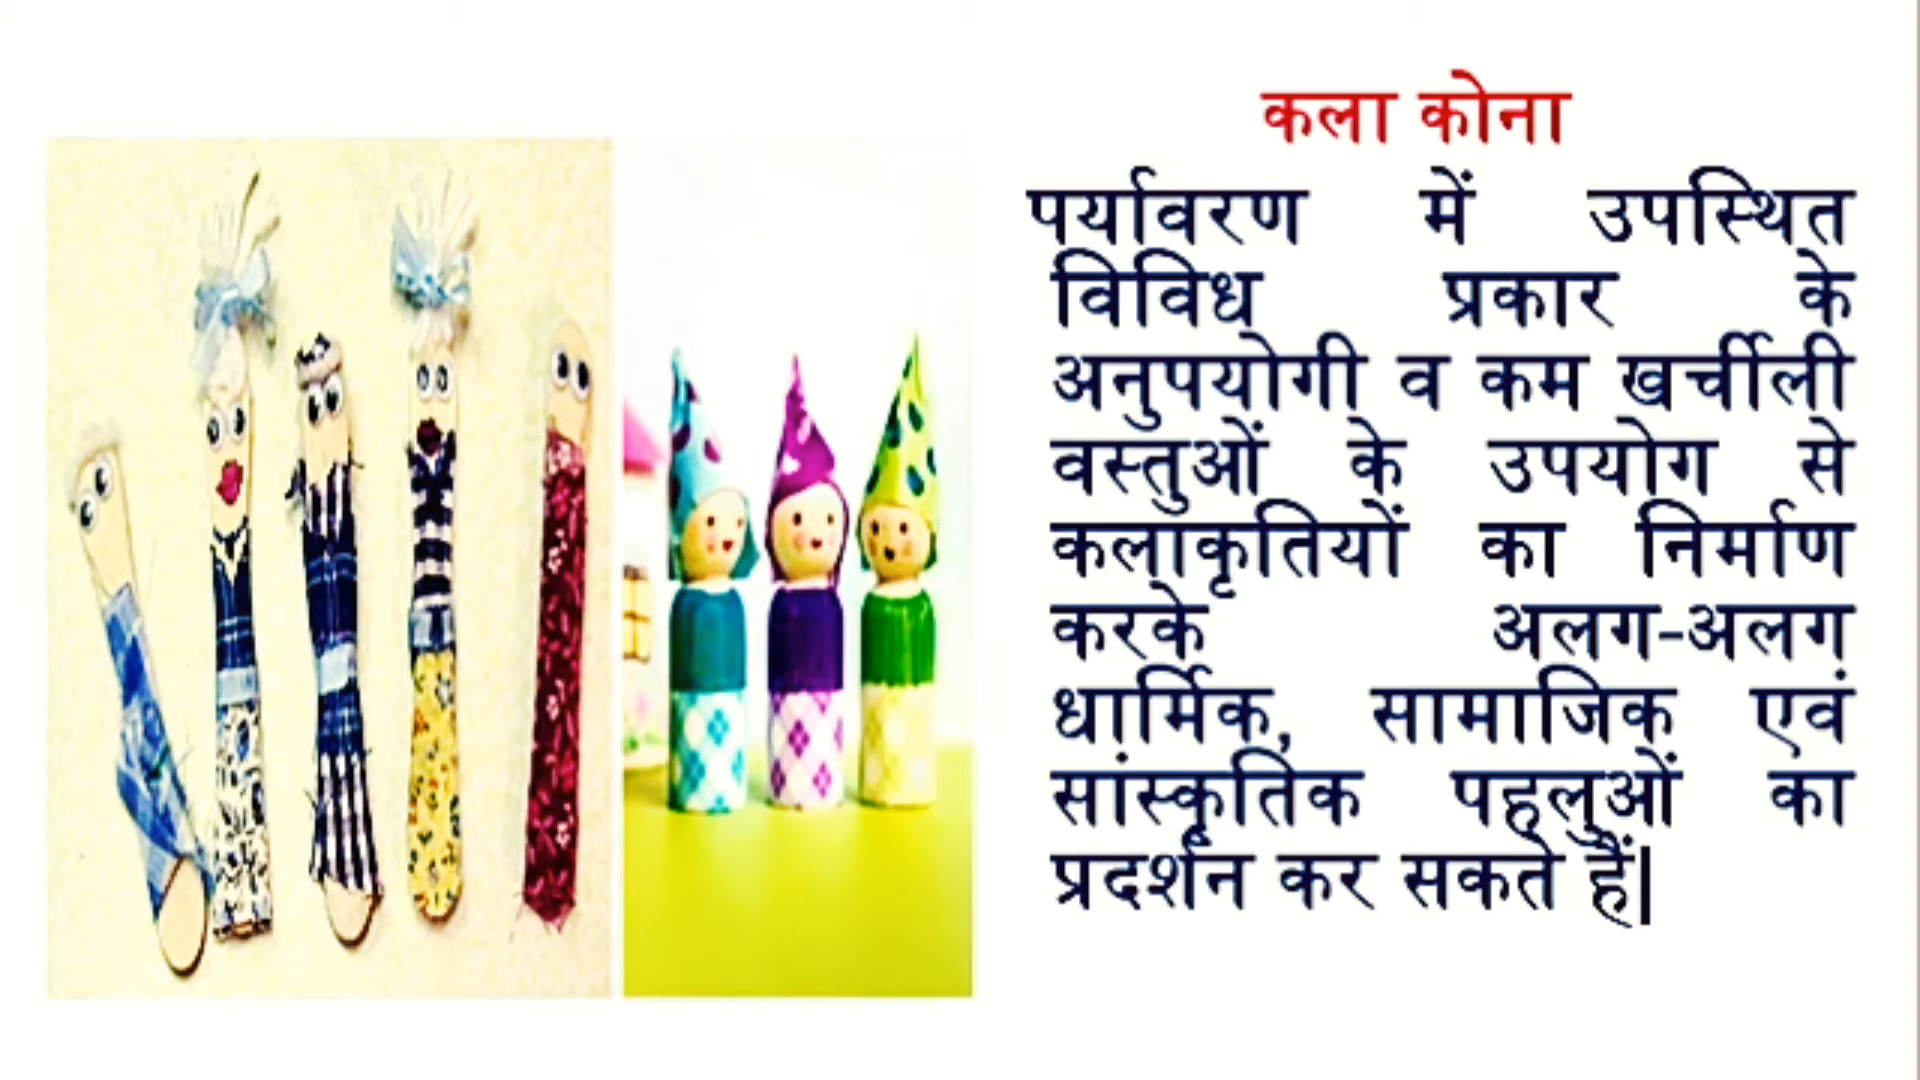 कला कोना
पर्यावरण में उपस्थित
विविध प्रकार के
अनुपयोगी व कम खर्चीली
वस्तुओं के उपयोग से
कलाकृतियों का निर्माण
करके अलग-अलग
धार्मिक, सामाजिक एवं
सांस्कृतिक पहलुओं का
प्रदर्शन कर सकते हैं|